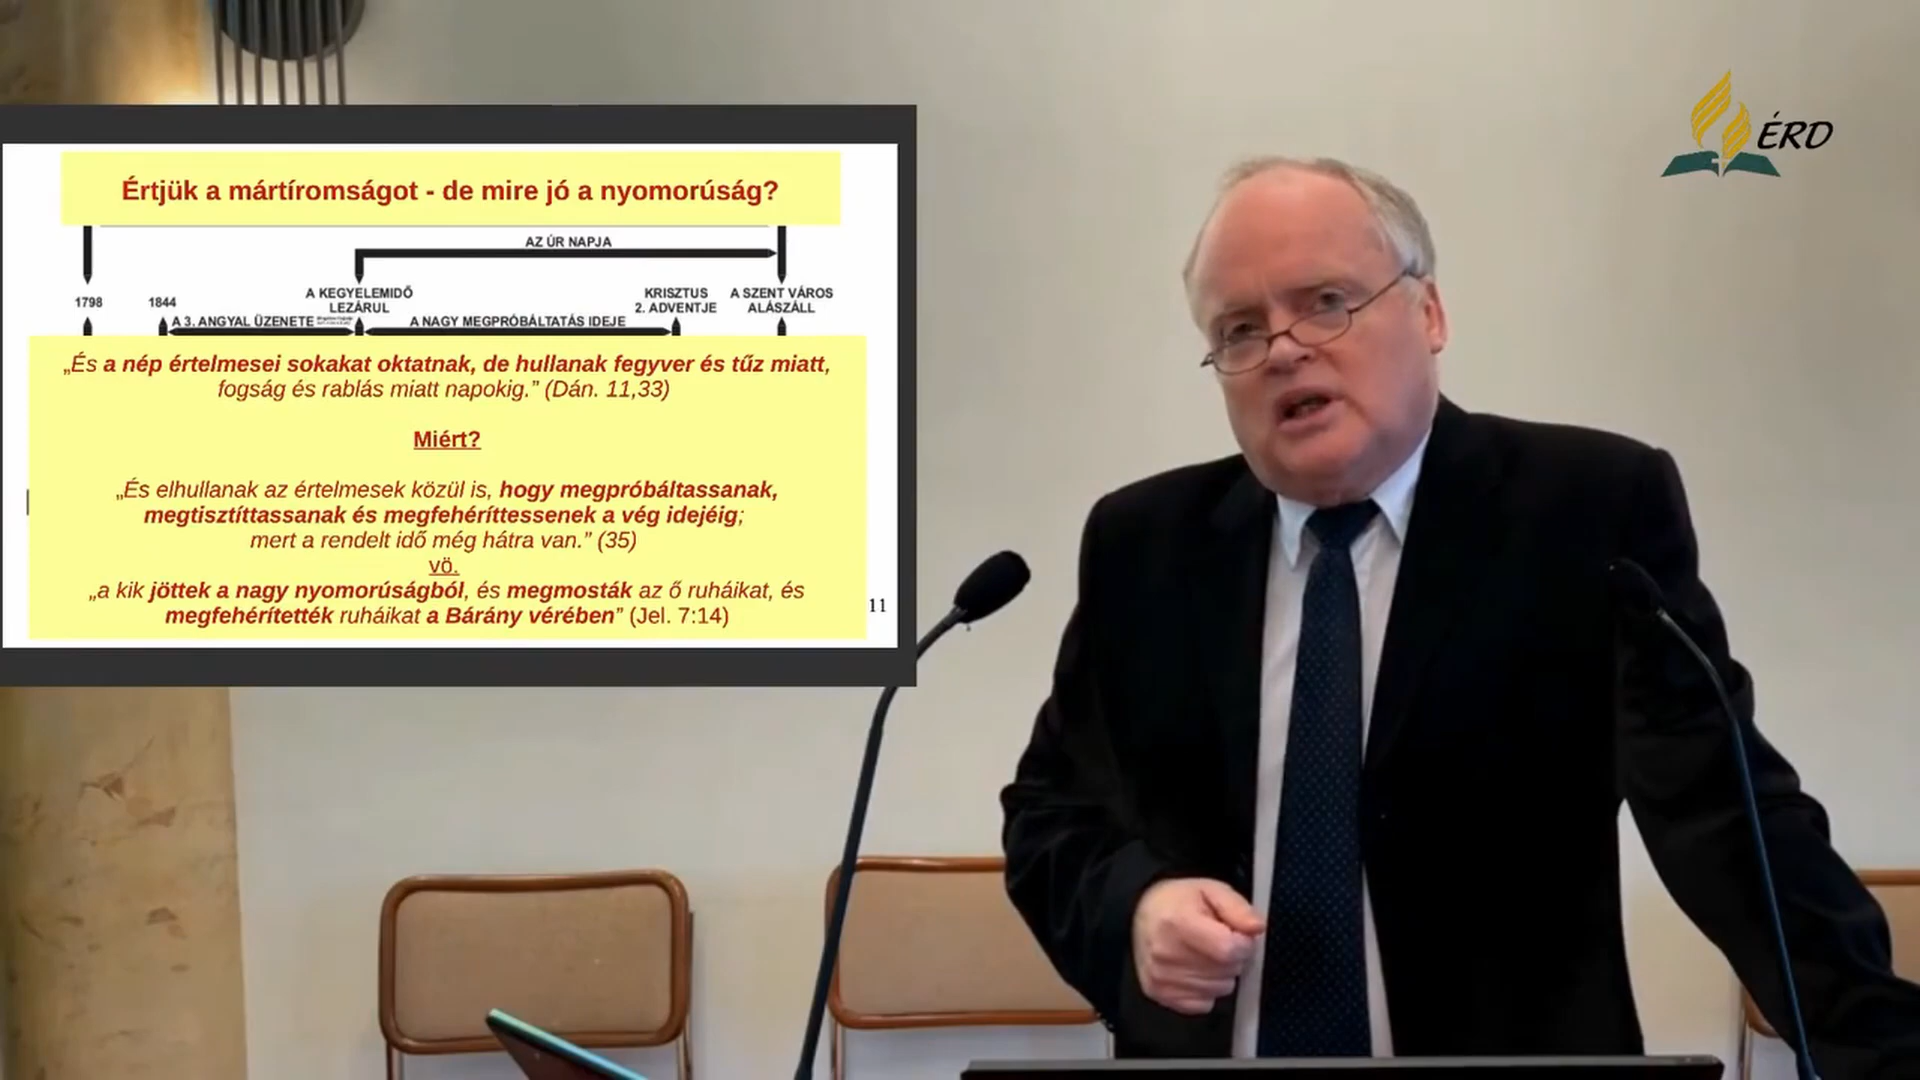 ÉRD
Értjük a mártíromságot - de mire jó a nyomorúság?
AZ ÚR NAPJA
1798
1844
A KEGYELEMIDŐ
LEZÁRUL
KRISZTUS
2. ADVENTJE
A SZENT VÁROS
ALÁSZÁLL
A 3. ANGYAL ÜZENETE
A NAGY MEGPRÓBÁLTATÁS IDEJE
„És a nép értelmesei sokakat oktatnak, de hullanak fegyver és tűz miatt,
fogság és rablás miatt napokig.” (Dán. 11,33)
Miért?
„És elhullanak az értelmesek közül is, hogy megpróbáltassanak,
megtisztíttassanak és megfehéríttessenek a vég idejéig;
mert a rendelt idő még hátra van.” (35)
vö.
„a kik jöttek a nagy nyomorúságból, és megmosták az ő ruháikat, és
megfehérítették ruháikat a Bárány vérében” (Jel. 7:14)
11